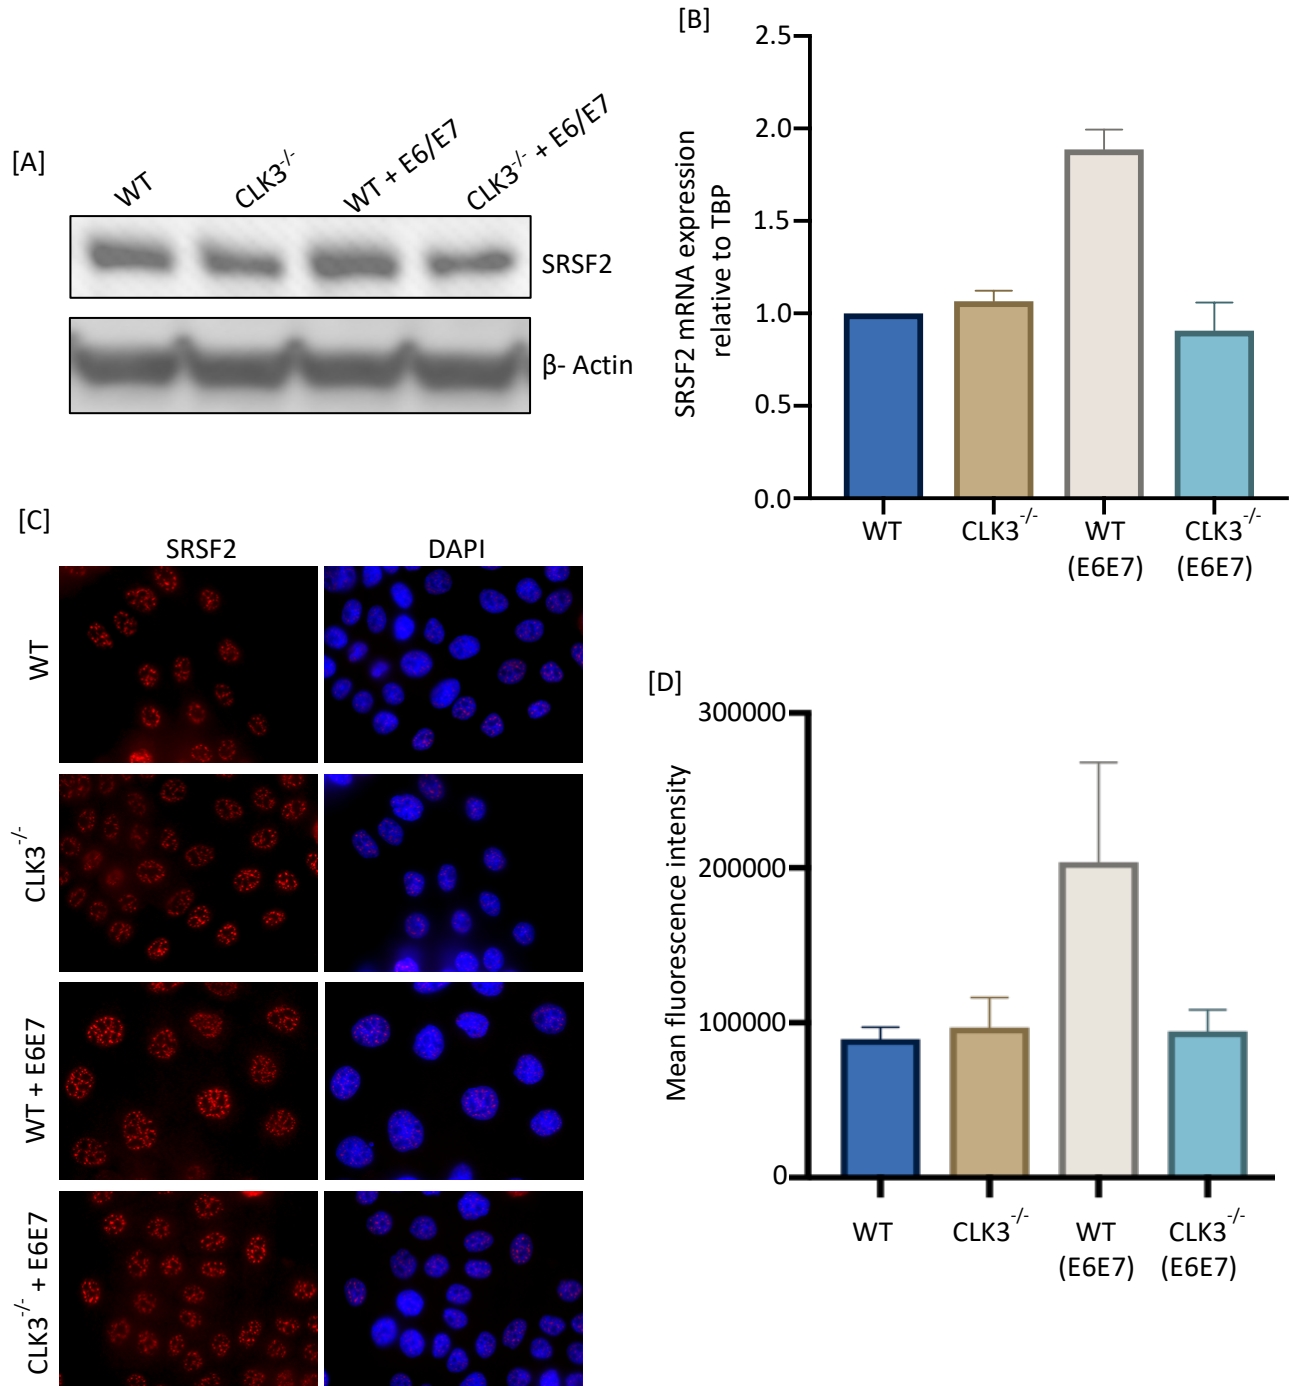 [A]
WT
CLK3-/-
WT + E6/E7
CLK3-/- + E6/E7
SRSF2
β- Actin
[B]
SRSF2 mRNA expression
relative to TBP
2.5
2.0
1.5
1.0
0.5
0.0
WT
CLK3-/-
WT
(E6E7)
CLK3-/-
(E6E7)
[C]
SRSF2
DAPI
WT
CLK3-/-
WT + E6E7
CLK3-/- + E6E7
[D]
Mean fluorescence intensity
300000
200000
100000
0
WT
CLK3-/-
WT
(E6E7)
CLK3-/-
(E6E7)